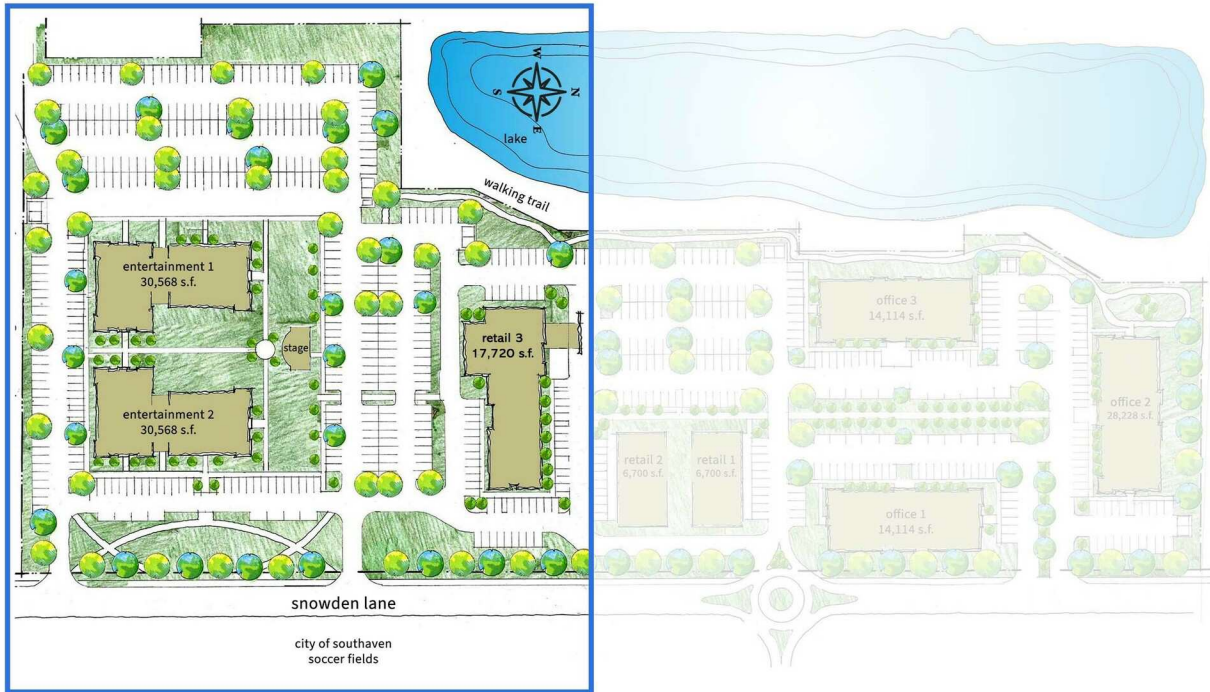 W
S
N
E
lake
walking trail
entertainment 1
30,568 s.f.
stage
retail 3
17,720 s.f.
entertainment 2
30,568 s.f.
office 3
14,114 s.f.
office 2
28,228 s.f.
retail 2
6,700 s.f.
retail 1
6,700 s.f.
office 1
14,114 s.f.
snowden lane
city of southaven
soccer fields